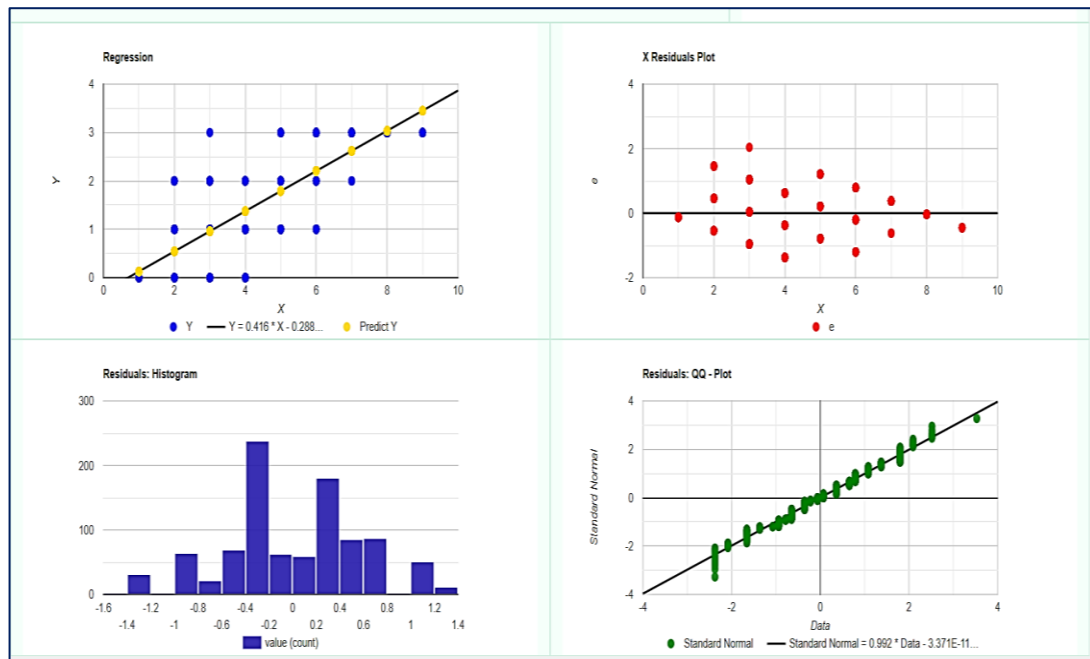 Regression
4
3
2
1
0
Y
0 2 4 6 8 10
X
Y Y = 0.416 * X - 0.288... Predict Y
X Residuals Plot
4
2
0
-2
e
0 2 4 6 8 10
X
e
Residuals: Histogram
300
200
100
0
-1.6 -1.2 -0.8 -0.4 0 0.4 0.8 1.2
-1.4 -1 -0.6 -0.2 0.2 0.6 1 1.4
value (count)
Residuals: QQ - Plot
4
2
0
-2
-4
Standard Normal
-4 -2 0 2 4
Data
Standard Normal Standard Normal = 0.992 * Data - 3.371E-11...